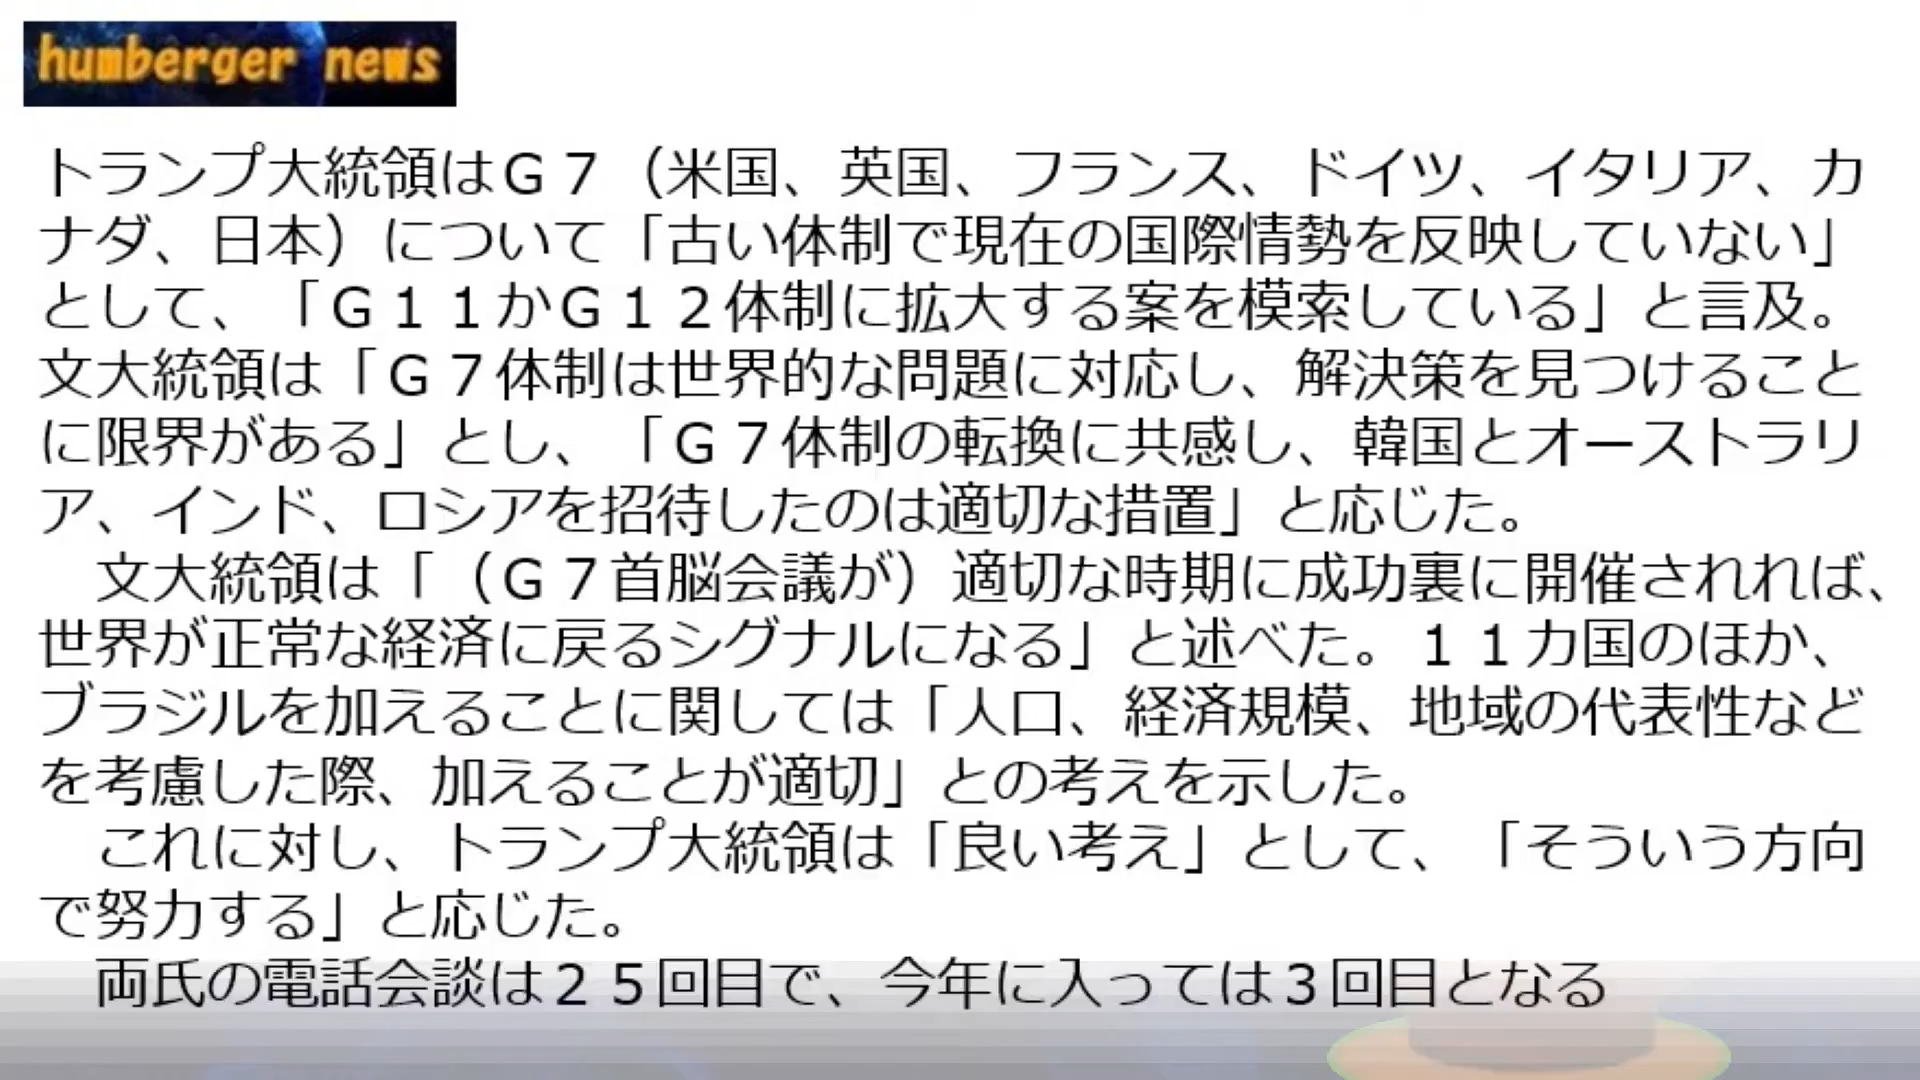 humberger news
トランプ大統領はＧ７（米国、英国、フランス、ドイツ、イタリア、カ
ナダ、日本）について「古い体制で現在の国際情勢を反映していない」
として、「Ｇ１１かＧ１２体制に拡大する案を模索している」と言及。
文大統領は「Ｇ７体制は世界的な問題に対応し、解決策を見つけること
に限界がある」とし、「Ｇ７体制の転換に共感し、韓国とオーストラリ
ア、インド、ロシアを招待したのは適切な措置」と応じた。
　文大統領は「（Ｇ７首脳会議が）適切な時期に成功裏に開催されれば、
世界が正常な経済に戻るシグナルになる」と述べた。１１カ国のほか、
ブラジルを加えることに関しては「人口、経済規模、地域の代表性など
を考慮した際、加えることが適切」との考えを示した。
　これに対し、トランプ大統領は「良い考え」として、「そういう方向
で努力する」と応じた。
　両氏の電話会談は２５回目で、今年に入っては３回目となる